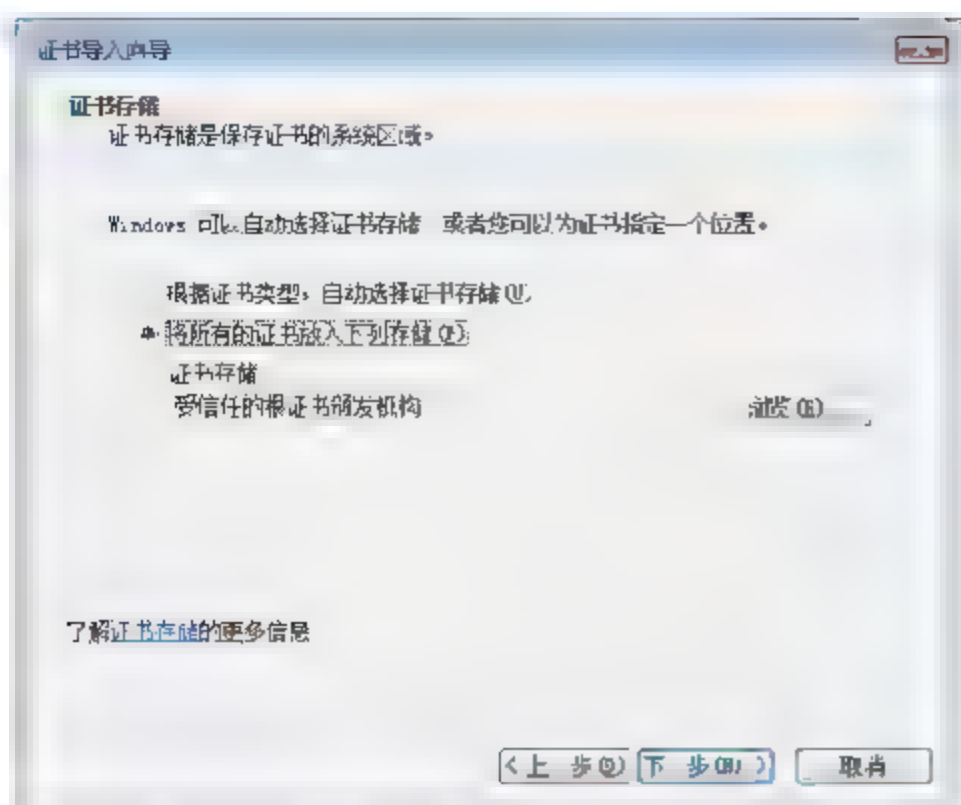 证书导入向导
证书存储
证书存储是保存证书的系统区域。
Windows 可以自动选择证书存储，或者您可以为证书指定一个位置。
根据证书类型，自动选择证书存储(U)
将所有的证书放入下列存储(P)
证书存储
受信任的根证书颁发机构
浏览(R)
了解证书存储的更多信息
<上一步(B) 下一步(N)> 取消